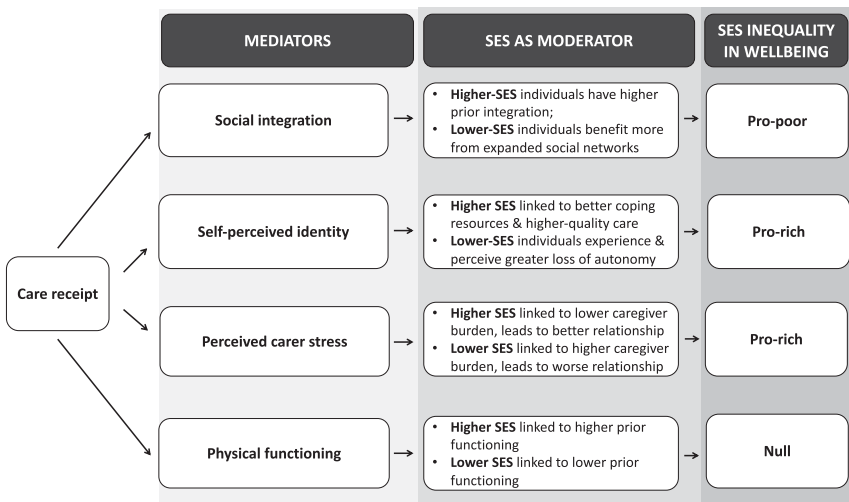 MEDIATORS
SES AS MODERATOR
SES INEQUALITY
IN WELLBEING
Care receipt
Social integration
• Higher-SES individuals have higher
prior integration;
• Lower-SES individuals benefit more
from expanded social networks
Pro-poor
Self-perceived identity
• Higher SES linked to better coping
resources & higher-quality care
• Lower-SES individuals experience &
perceive greater loss of autonomy
Pro-rich
Perceived carer stress
• Higher SES linked to lower caregiver
burden, leads to better relationship
• Lower SES linked to higher caregiver
burden, leads to worse relationship
Pro-rich
Physical functioning
• Higher SES linked to higher prior
functioning
• Lower SES linked to lower prior
functioning
Null